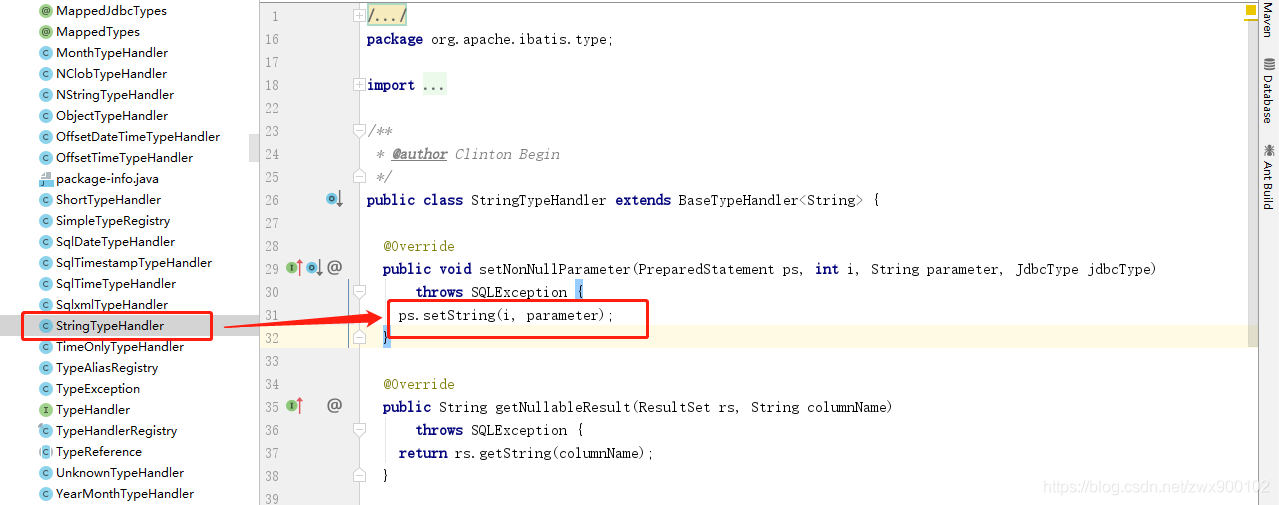 MappedJdbcTypes
MappedTypes
MonthTypeHandler
NClobTypeHandler
NStringTypeHandler
ObjectTypeHandler
OffsetDateTimeTypeHandler
OffsetTimeTypeHandler
package-info.java
ShortTypeHandler
SimpleTypeRegistry
SqlDateTypeHandler
SqlTimestampTypeHandler
SqlTimeTypeHandler
SqlxmlTypeHandler
StringTypeHandler
TimeOnlyTypeHandler
TypeAliasRegistry
TypeException
TypeHandler
TypeHandlerRegistry
TypeReference
UnknownTypeHandler
YearMonthTypeHandler
1 /.../
16 package org.apache.ibatis.type;
17
18 import ...
22
23 /**
24 * @author Clinton Begin
25 */
26 public class StringTypeHandler extends BaseTypeHandler<String> {
27
28 @Override
29 public void setNonNullParameter(PreparedStatement ps, int i, String parameter, JdbcType jdbcType)
30 throws SQLException {
31 ps.setString(i, parameter);
32 }
33
34 @Override
35 public String getNullableResult(ResultSet rs, String columnName)
36 throws SQLException {
37 return rs.getString(columnName);
38 }
39
Maven
Database
Ant Build
https://blog.csdn.net/zwx900102